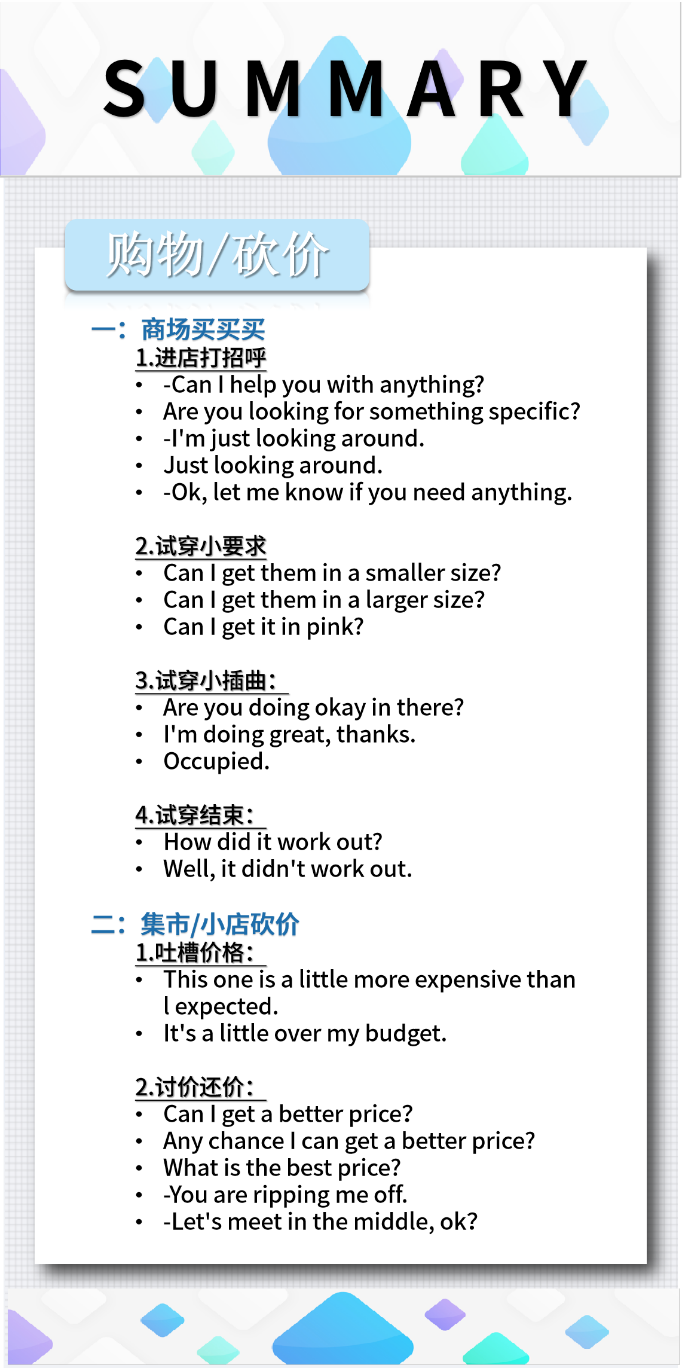 SUMMARY
购物/砍价
一：商场买买买
1.进店打招呼
• -Can I help you with anything?
• Are you looking for something specific?
• -I'm just looking around.
• Just looking around.
• -Ok, let me know if you need anything.
2.试穿小要求
• Can I get them in a smaller size?
• Can I get them in a larger size?
• Can I get it in pink?
3.试穿小插曲：
• Are you doing okay in there?
• I'm doing great, thanks.
• Occupied.
4.试穿结束：
• How did it work out?
• Well, it didn't work out.
二：集市/小店砍价
1.吐槽价格：
• This one is a little more expensive than
l expected.
• It's a little over my budget.
2.讨价还价：
• Can I get a better price?
• Any chance I can get a better price?
• What is the best price?
• -You are ripping me off.
• -Let's meet in the middle, ok?